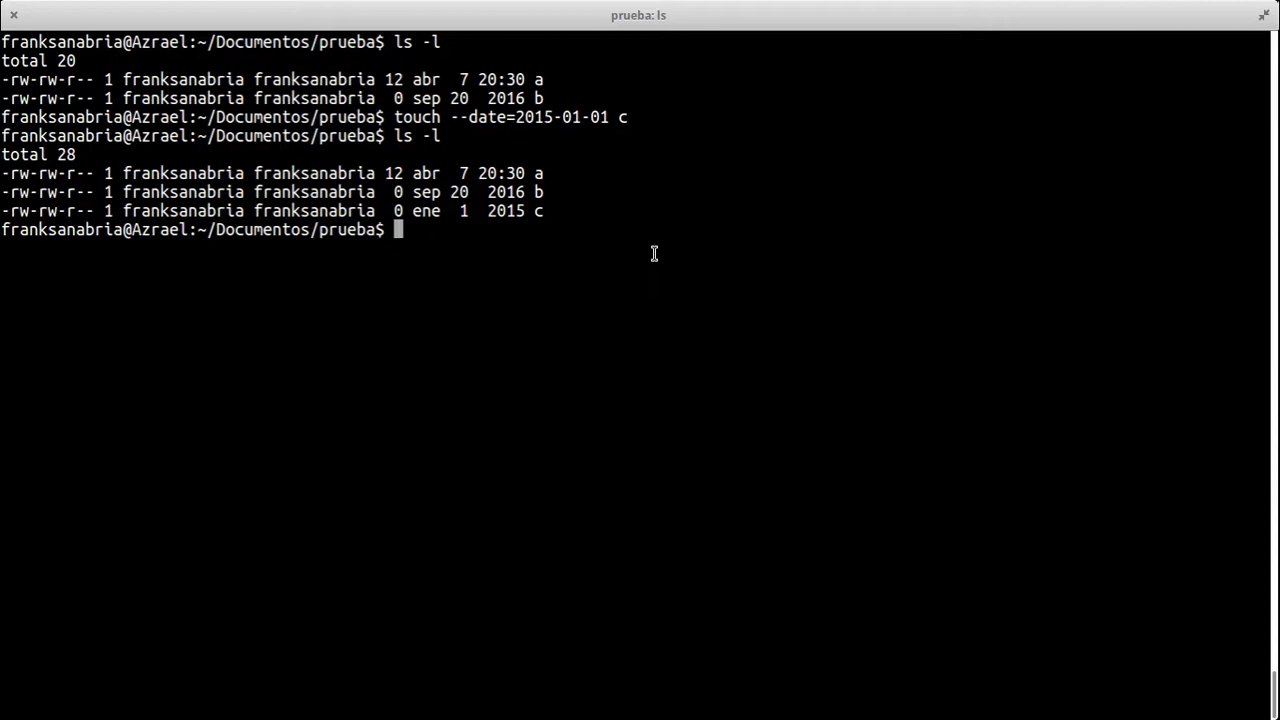 prueba: ls
franksanabria@Azrael:~/Documentos/prueba$ ls -l
total 20
-rw-rw-r-- 1 franksanabria franksanabria 12 abr  7 20:30 a
-rw-rw-r-- 1 franksanabria franksanabria  0 sep 20  2016 b
franksanabria@Azrael:~/Documentos/prueba$ touch --date=2015-01-01 c
franksanabria@Azrael:~/Documentos/prueba$ ls -l
total 28
-rw-rw-r-- 1 franksanabria franksanabria 12 abr  7 20:30 a
-rw-rw-r-- 1 franksanabria franksanabria  0 sep 20  2016 b
-rw-rw-r-- 1 franksanabria franksanabria  0 ene  1  2015 c
franksanabria@Azrael:~/Documentos/prueba$